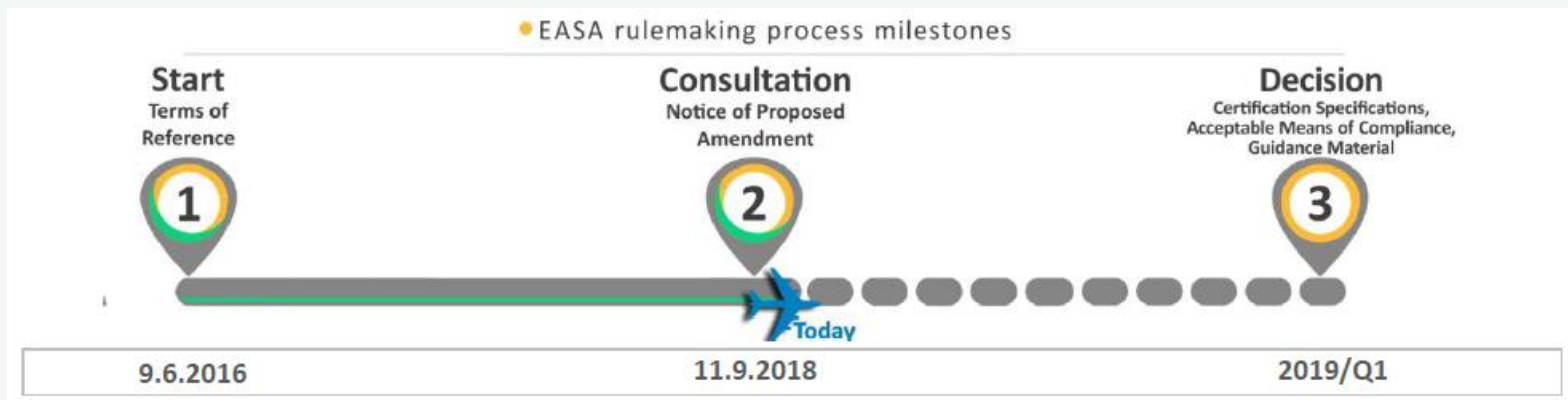 EASA rulemaking process milestones
Start
Terms of
Reference
1
Consultation
Notice of Proposed
Amendment
2
Decision
Certification Specifications,
Acceptable Means of Compliance,
Guidance Material
3
Today
9.6.2016
11.9.2018
2019/Q1